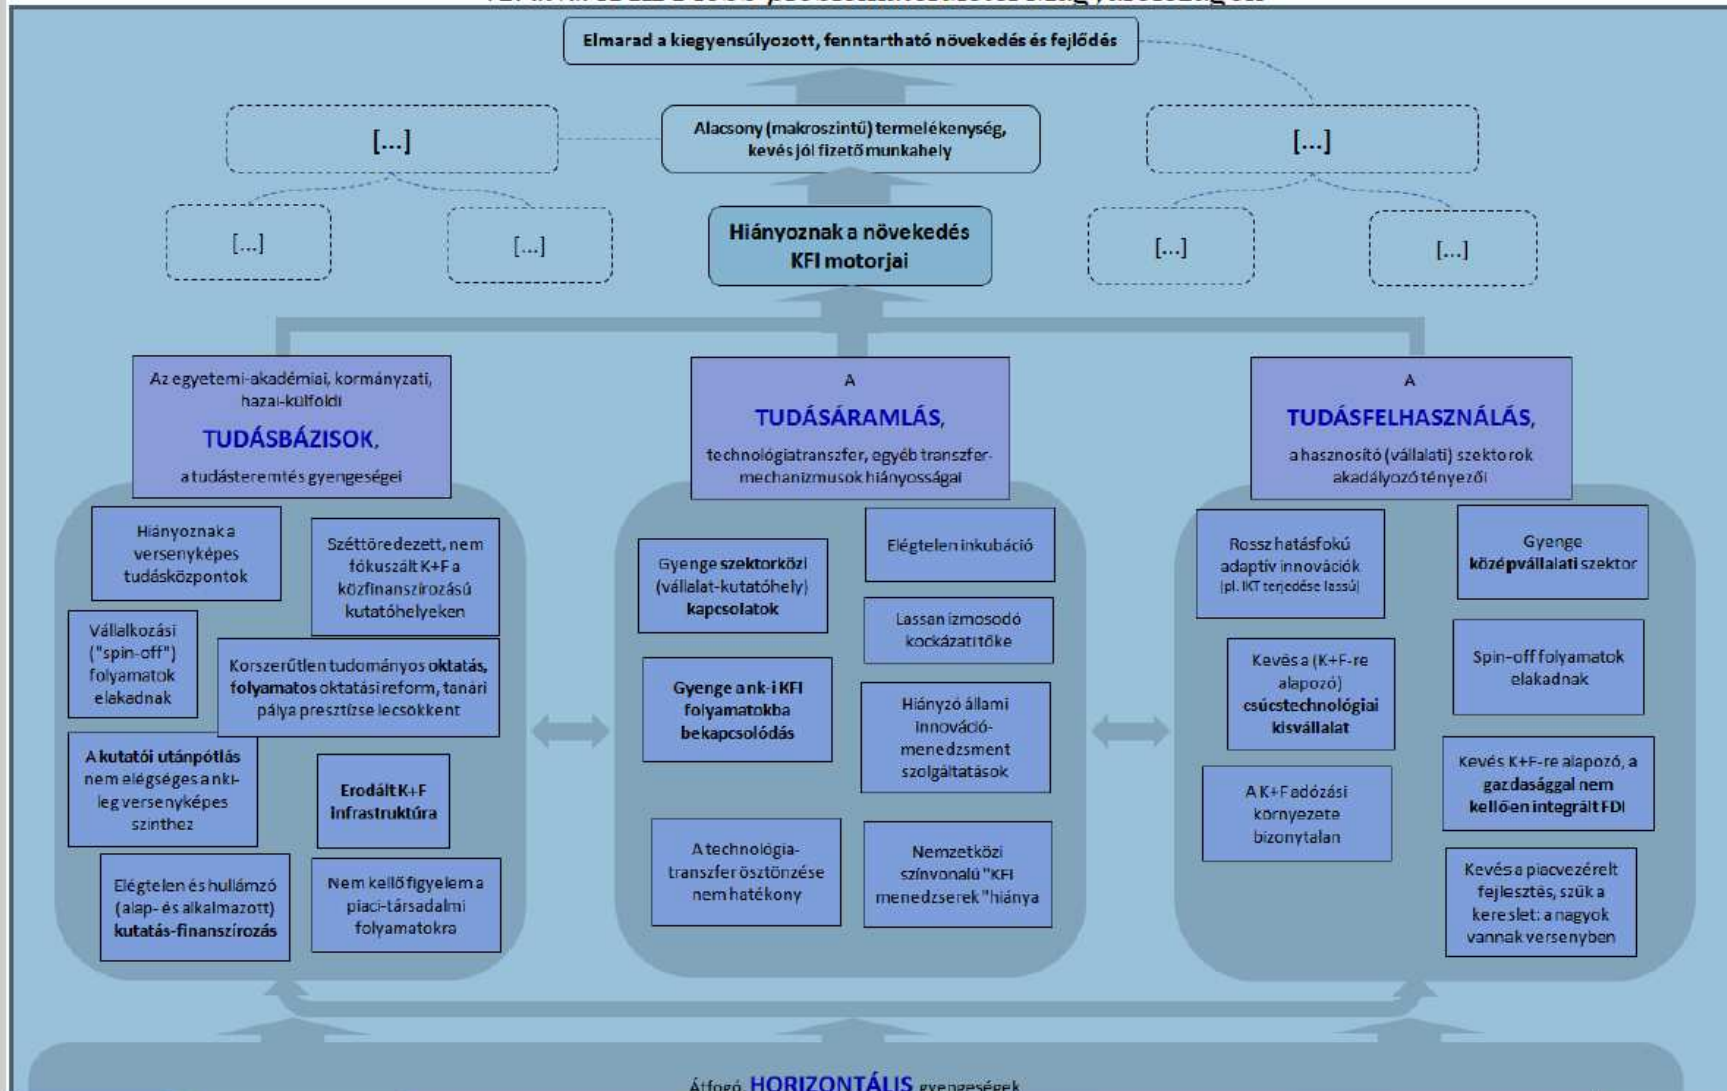 Elmarad a kiegyensúlyozott, fenntartható növekedés és fejlődés
[...]
Alacsony (makroszintű) termelékenység,
kevés jól fizető munkahely
[...]
[...]
[...]
Hiányoznak a növekedés
KFI motorjai
[...]
[...]
Az egyetemi-akadémiai, kormányzati,
hazai-külföldi
TUDÁSBÁZISOK,
a tudásteremtés gyengeségei
Hiányoznak a
versenyképes
tudásközpontok
Széttöredezett, nem
fókuszált K+F a
közfinanszírozású
kutatóhelyeken
Vállalkozási
("spin-off")
folyamatok
elakadnak
Korszerűtlen tudományos oktatás,
folyamatos oktatási reform, tanári
pálya presztízse lecsökkent
A kutatói utánpótlás
nem elégséges a nki-
leg versenyképes
szinthez
Erodált K+F
infrastruktúra
Elégtelen és hullámzó
(alap- és alkalmazott)
kutatás-finanszírozás
Nem kellő figyelem a
piaci-társadalmi
folyamatokra
A
TUDÁSÁRAMLÁS,
technológiatranszfer, egyéb transzfer-
mechanizmusok hiányosságai
Gyenge szektorközi
(vállalat-kutatóhely)
kapcsolatok
Elégtelen inkubáció
Lassan izmosodó
kockázati tőke
Gyenge a nk-i KFI
folyamatokba
bekapcsolódás
Hiányzó állami
innováció-
menedzsment
szolgáltatások
A technológia-
transzfer ösztönzése
nem hatékony
Nemzetközi
színvonalú "KFI
menedzserek" hiánya
A
TUDÁSFELHASZNÁLÁS,
a hasznosító (vállalati) szektorok
akadályozó tényezői
Rossz hatásfokú
adaptív innovációk
(pl. IKT terjedése lassú)
Gyenge
középvállalati szektor
Kevés a (K+F-re
alapozó)
csúcstechnológiai
kisvállalat
Spin-off folyamatok
elakadnak
A K+F adózási
környezete
bizonytalan
Kevés K+F-re alapozó, a
gazdasággal nem
kellően integrált FDI
Kevés a piacvezérelt
fejlesztés, szűk a
kereslet: a nagyok
vannak versenyben
Átfogó, HORIZONTÁLIS gyengeségek